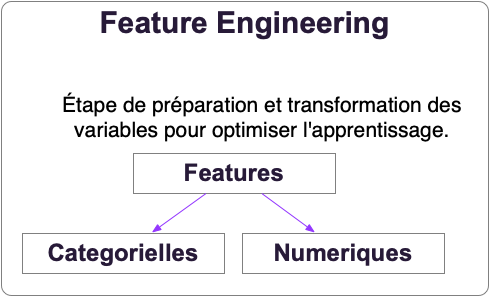 Feature Engineering
Étape de préparation et transformation des
variables pour optimiser l'apprentissage.
Features
Categorielles
Numeriques